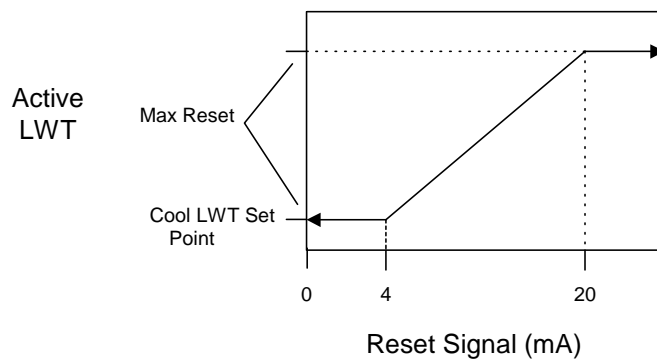 Active
LWT
Max Reset
Cool LWT Set
Point
0
4
20
Reset Signal (mA)